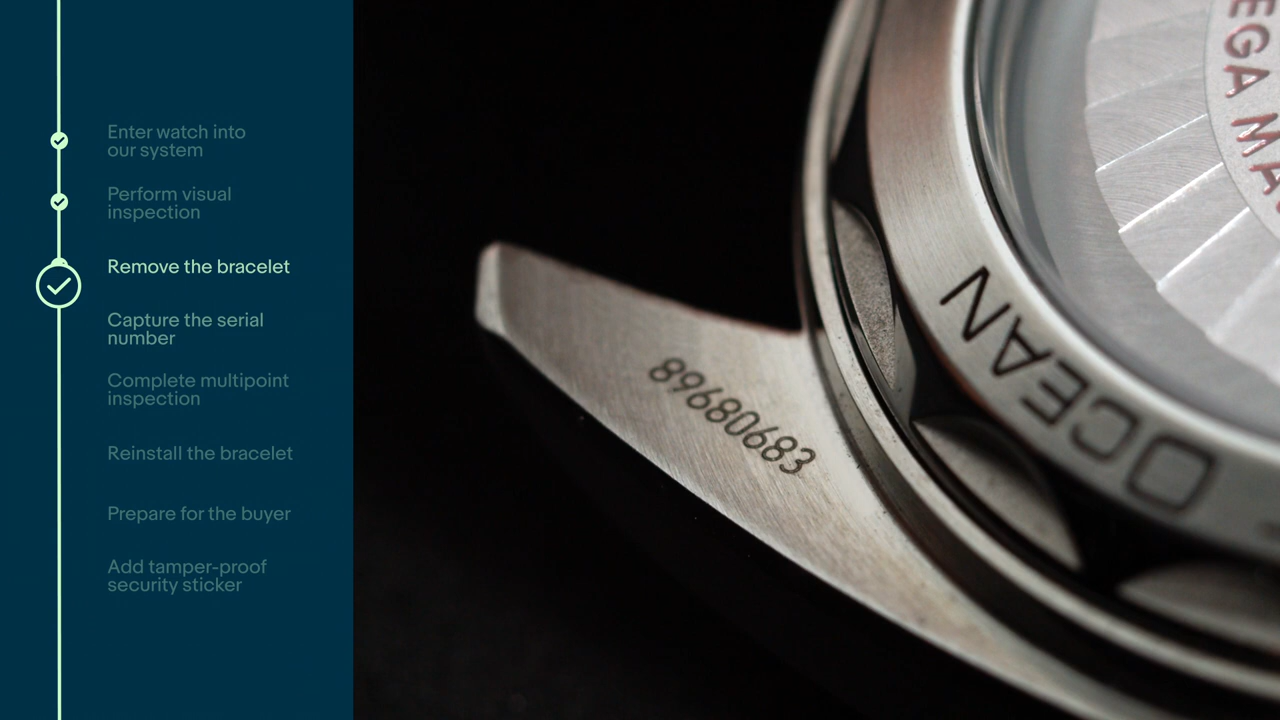 Enter watch into
our system
Perform visual
inspection
Remove the bracelet
Capture the serial
number
Complete multipoint
inspection
Reinstall the bracelet
Prepare for the buyer
Add tamper-proof
security sticker
89680683
OCEAN